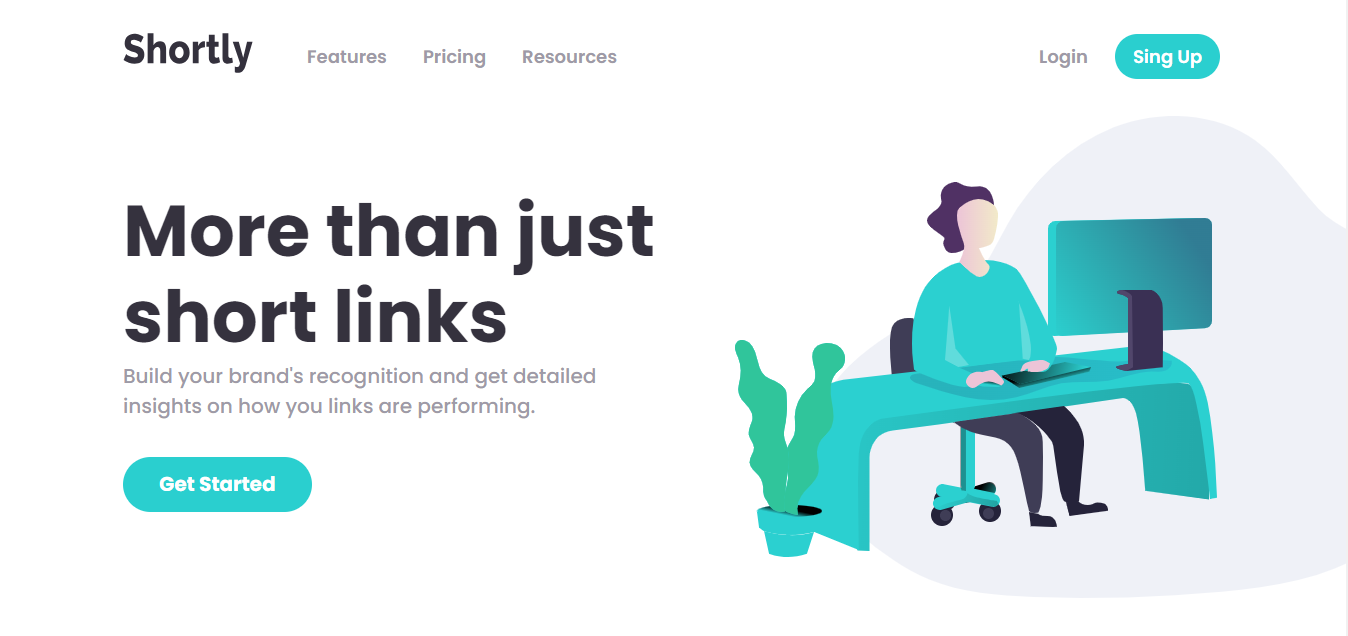 Shortly
Features
Pricing
Resources
Login
Sing Up
More than just
short links
Build your brand's recognition and get detailed
insights on how you links are performing.
Get Started